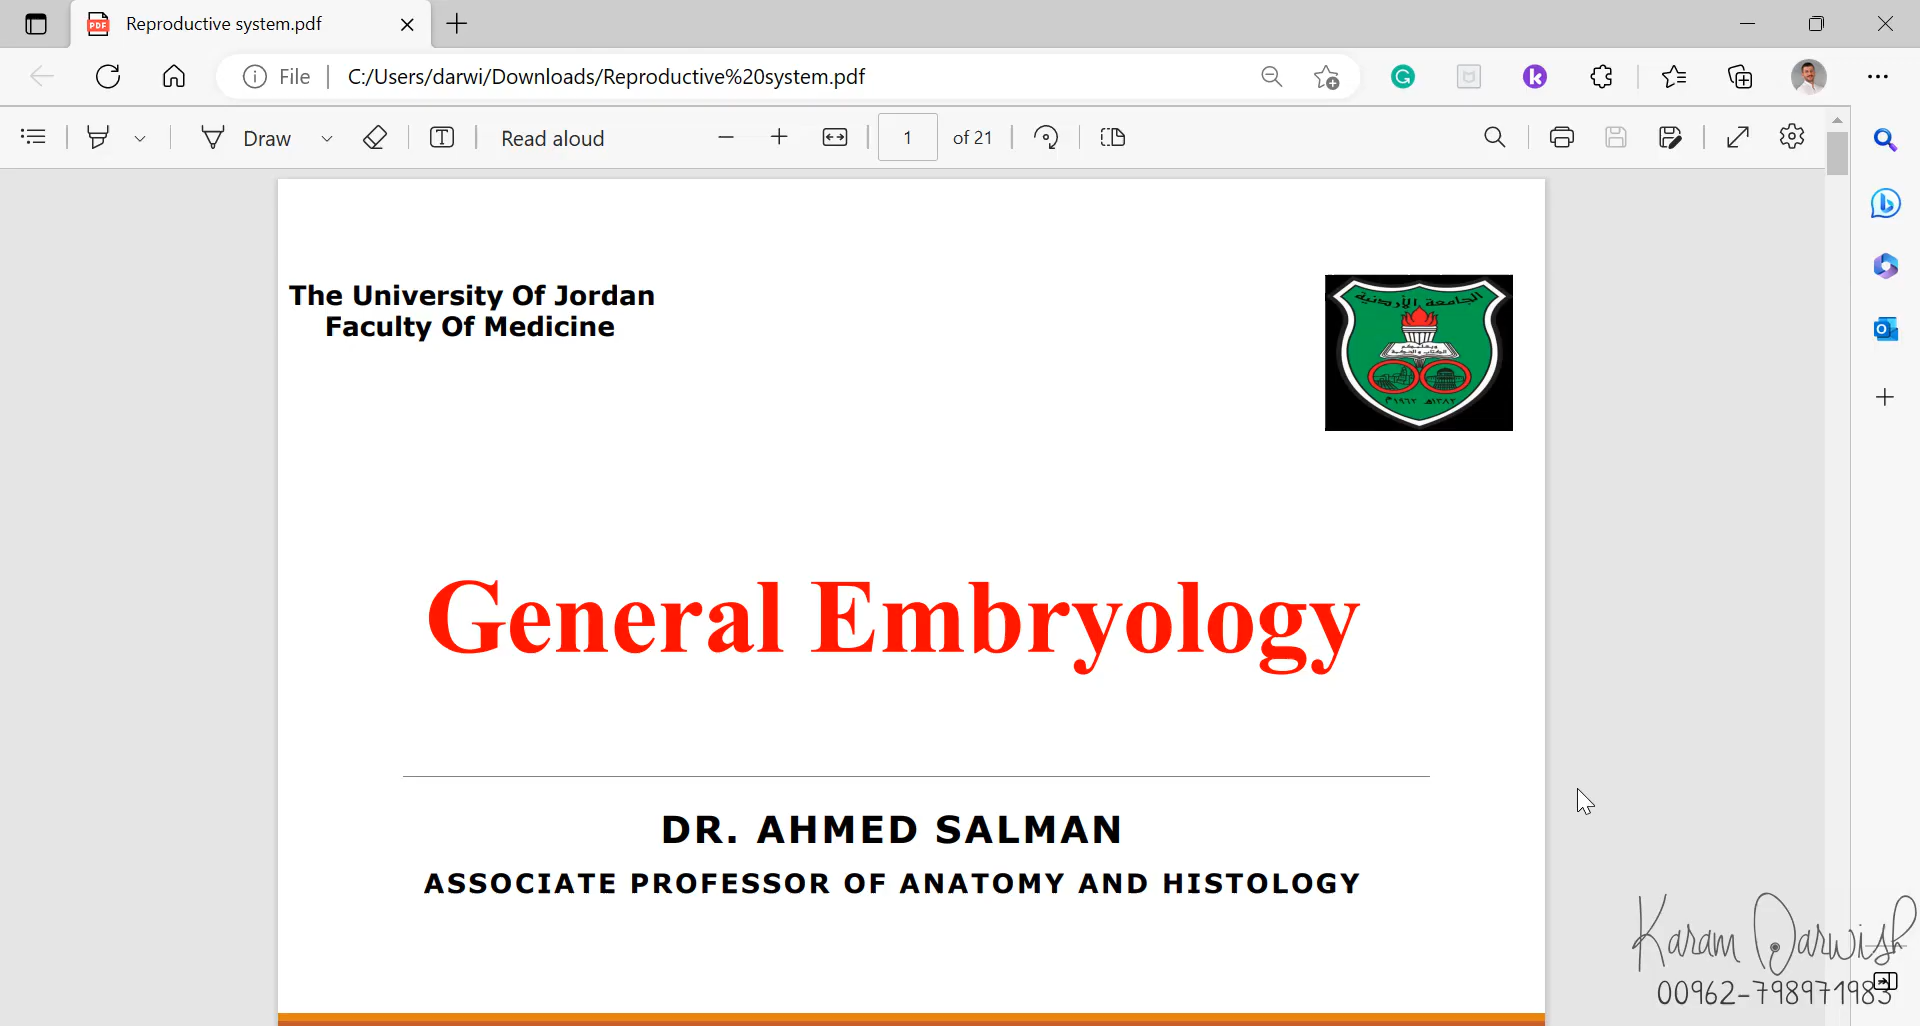 Reproductive system.pdf
File
C:/Users/darwi/Downloads/Reproductive%20system.pdf
Draw
Read aloud
1
of 21
The University Of Jordan
Faculty Of Medicine
الجامعة الأردنية
General Embryology
DR. AHMED SALMAN
ASSOCIATE PROFESSOR OF ANATOMY AND HISTOLOGY
Karam Darwish
00962-798971983